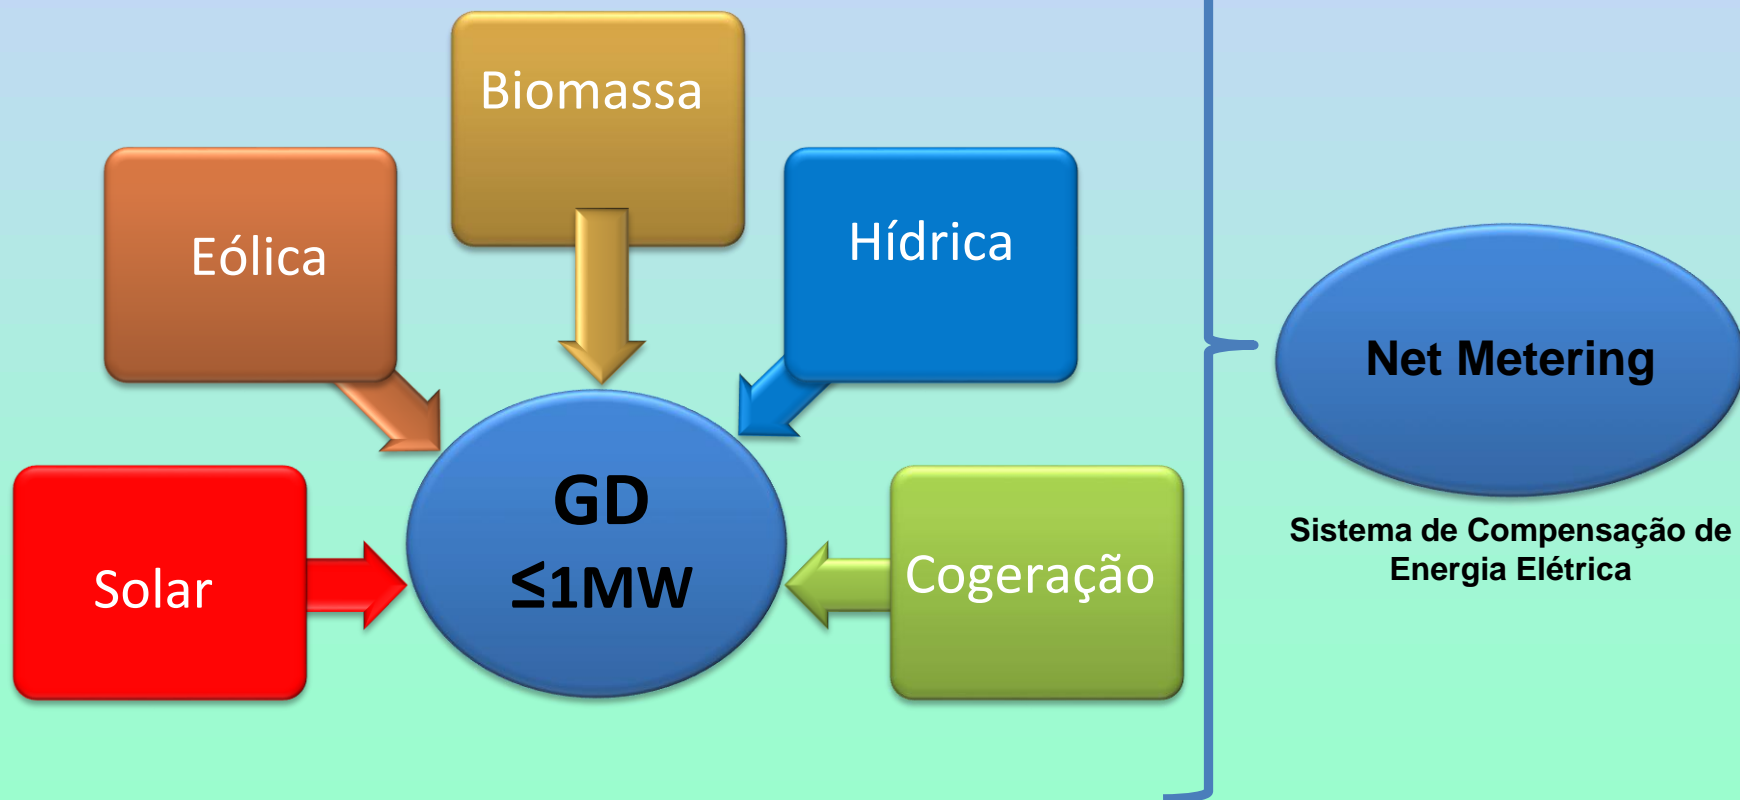 Biomassa
Eólica
Hídrica
Solar
GD
≤1MW
Cogeração
Net Metering
Sistema de Compensação de
Energia Elétrica